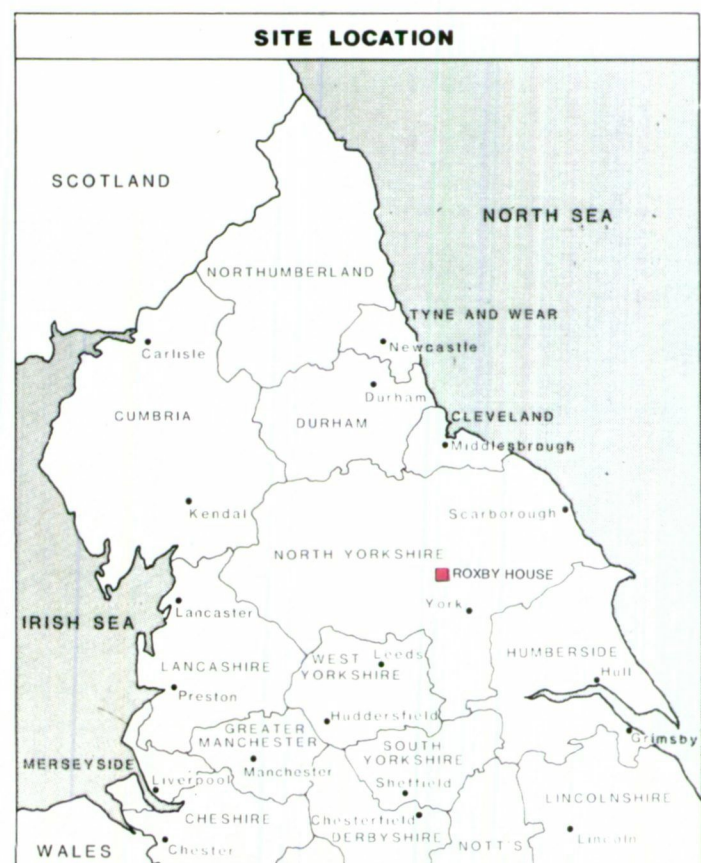 SITE LOCATION
SCOTLAND
NORTH SEA
NORTHUMBERLAND
TYNE AND WEAR
Newcastle
Carlisle
Durham
CUMBRIA
DURHAM
CLEVELAND
Middlesbrough
Kendal
Scarborough
NORTH YORKSHIRE
ROXBY HOUSE
York
Lancaster
IRISH SEA
LANCASHIRE
WEST
YORKSHIRE
Leeds
HUMBERSIDE
Hull
Preston
Huddersfield
GREATER
MANCHESTER
Manchester
SOUTH
YORKSHIRE
Sheffield
Grimsby
MERSEYSIDE
Liverpool
LINCOLNSHIRE
CHESHIRE
Chesterfield
DERBYSHIRE
NOTT'S
Lincoln
WALES
Chester